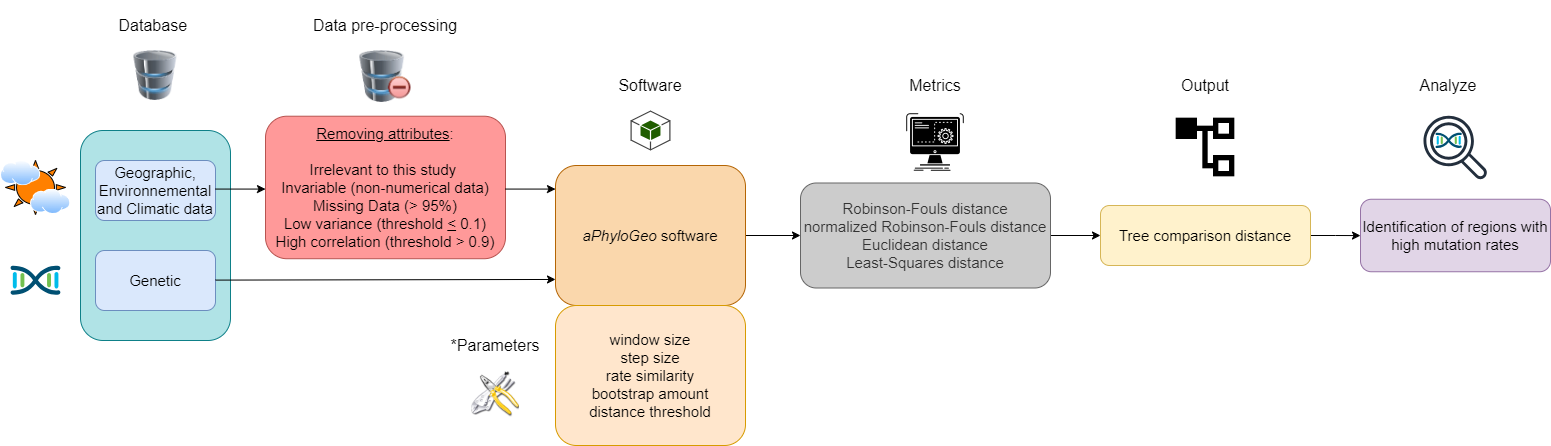 Database
Geographic,
Environnemental
and Climatic data
Genetic
Data pre-processing
Removing attributes:
Irrelevant to this study
Invariable (non-numerical data)
Missing Data (> 95%)
Low variance (threshold ≤ 0.1)
High correlation (threshold > 0.9)
Software
aPhyloGeo software
*Parameters
window size
step size
rate similarity
bootstrap amount
distance threshold
Metrics
Robinson-Fouls distance
normalized Robinson-Fouls distance
Euclidean distance
Least-Squares distance
Output
Tree comparison distance
Analyze
Identification of regions with
high mutation rates